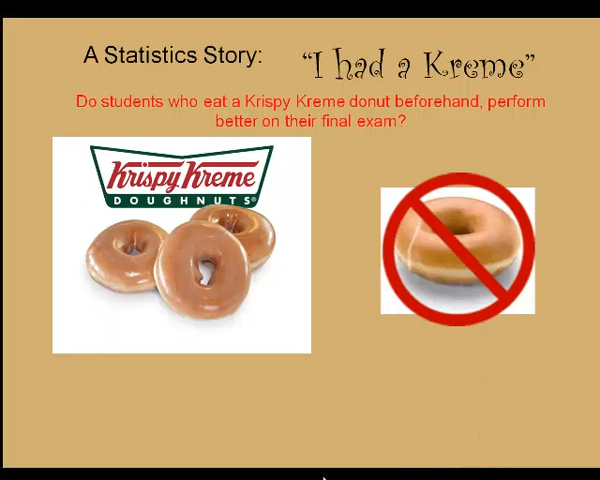 A Statistics Story: “I had a Kreme”
Do students who eat a Krispy Kreme donut beforehand, perform
better on their final exam?
Krispy Kreme
DOUGHNUTS®